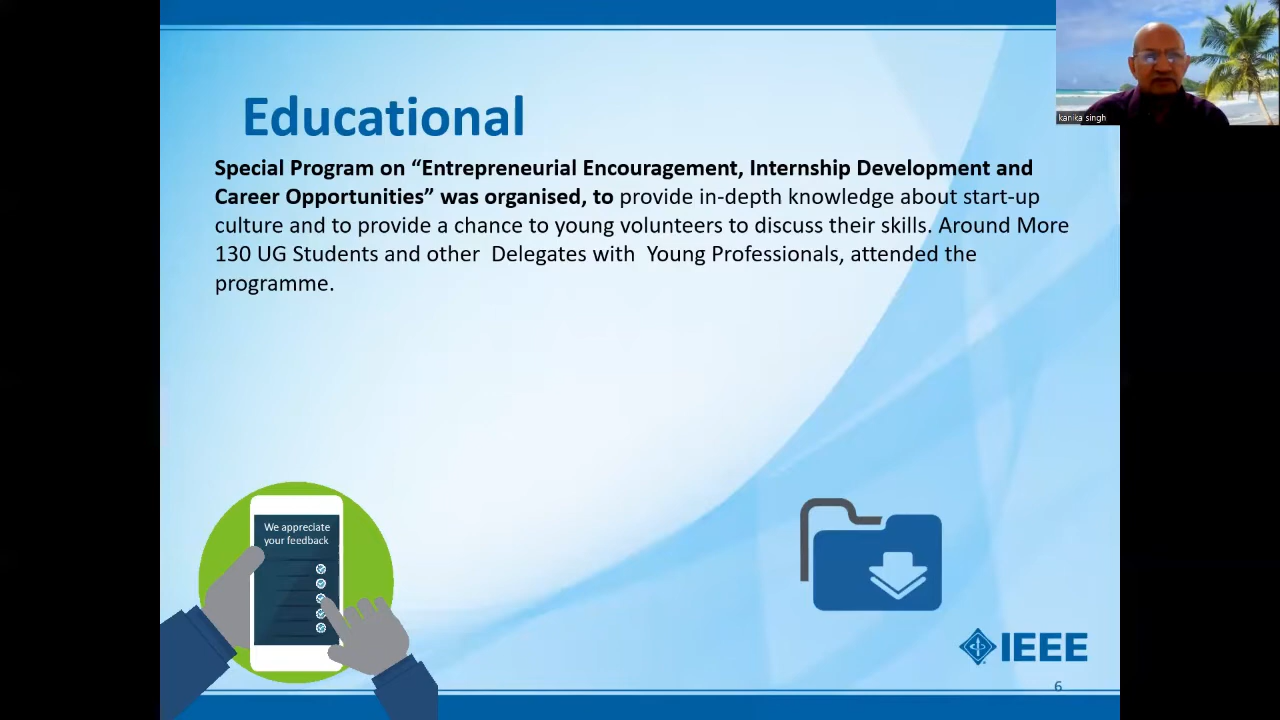 kanika singh
Educational
Special Program on “Entrepreneurial Encouragement, Internship Development and
Career Opportunities” was organised, to provide in-depth knowledge about start-up
culture and to provide a chance to young volunteers to discuss their skills. Around More
130 UG Students and other  Delegates with  Young Professionals, attended the
programme.
We appreciate
your feedback
IEEE
6